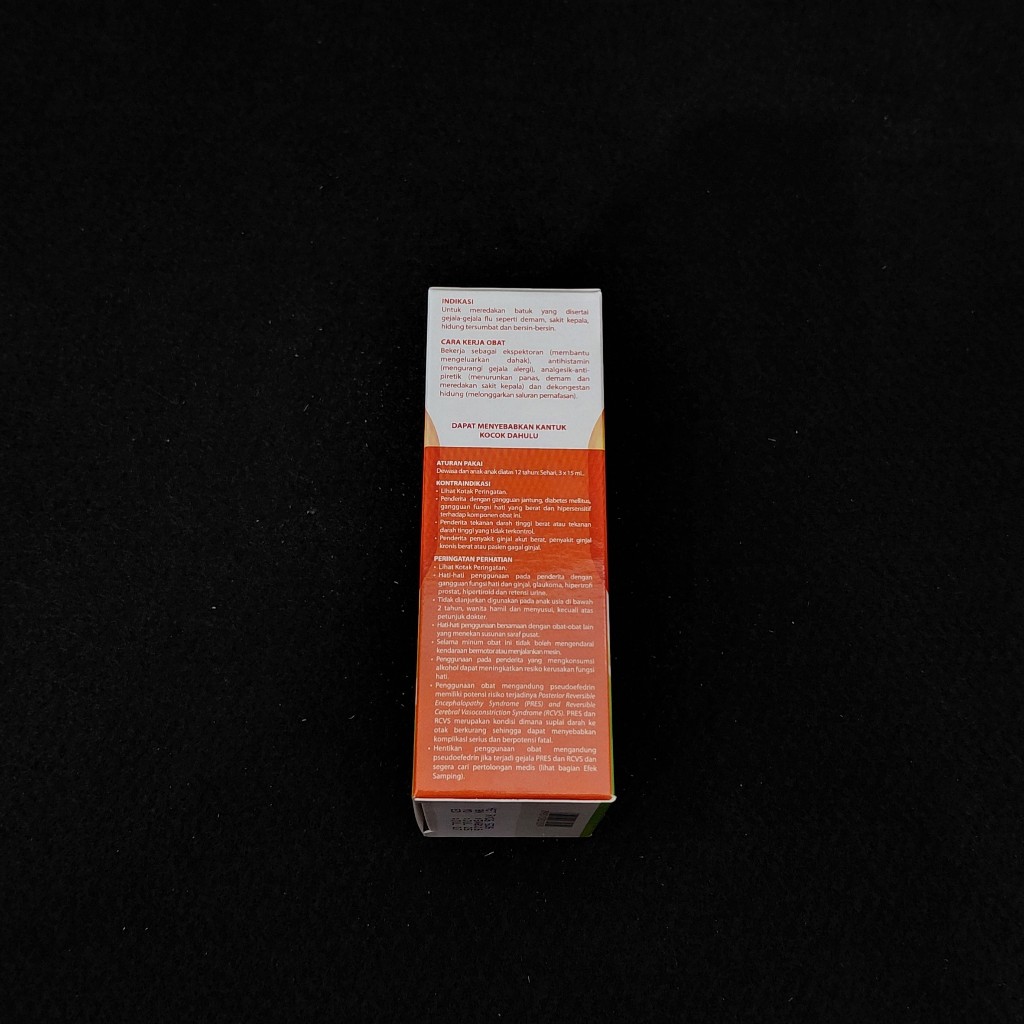 INDIKASI
Untuk meredakan batuk yang disertai
gejala-gejala flu seperti demam, sakit kepala,
hidung tersumbat dan bersin-bersin.
CARA KERJA OBAT
Bekerja sebagai ekspektoran (membantu
mengeluarkan dahak), antihistamin
(mengurangi gejala alergi), analgesik-anti-
piretik (menurunkan panas, demam dan
meredakan sakit kepala) dan dekongestan
hidung (melonggarkan saluran pernafasan).
DAPAT MENYEBABKAN KANTUK
KOCOK DAHULU
ATURAN PAKAI
Dewasa dan anak-anak diatas 12 tahun: Sehari, 3 x 15 mL.
KONTRAINDIKASI
• Lihat Kotak Peringatan.
• Penderita dengan gangguan jantung, diabetes mellitus,
gangguan fungsi hati yang berat dan, hipersensitif
terhadap komponen obat ini.
• Penderita tekanan darah tinggi berat atau tekanan
darah tinggi yang tidak terkontrol.
• Penderita penyakit ginjal akut berat, penyakit ginjal
kronis berat atau pasien gagal ginjal.
PERINGATAN PERHATIAN
• Lihat Kotak Peringatan.
• Hati-hati penggunaan pada penderita dengan
gangguan fungsi hati dan ginjal, glaukoma, hipertrofi
prostat, hipertiroid dan retensi urine.
• Tidak dianjurkan digunakan pada anak usia di bawah
2 tahun, wanita hamil dan menyusui, kecuali atas
petunjuk dokter.
• Hati-hati penggunaan bersamaan dengan obat-obat lain
yang menekan susunan saraf pusat.
• Selama minum obat ini tidak boleh mengendarai
kendaraan bermotor atau menjalankan mesin.
• Penggunaan pada penderita yang mengkonsumsi
alkohol dapat meningkatkan resiko kerusakan fungsi
hati.
• Penggunaan obat mengandung pseudoefedrin
memiliki potensi risiko terjadinya Posterior Reversible
Encephalopathy Syndrome (PRES) and Reversible
Cerebral Vasoconstriction Syndrome (RCVS). PRES dan
RCVS merupakan kondisi dimana suplai darah ke
otak berkurang sehingga dapat menyebabkan
komplikasi serius dan berpotensi fatal.
• Hentikan penggunaan obat mengandung
pseudoefedrin jika terjadi gejala PRES dan RCVS dan
segera cari pertolongan medis (lihat bagian Efek
Samping).